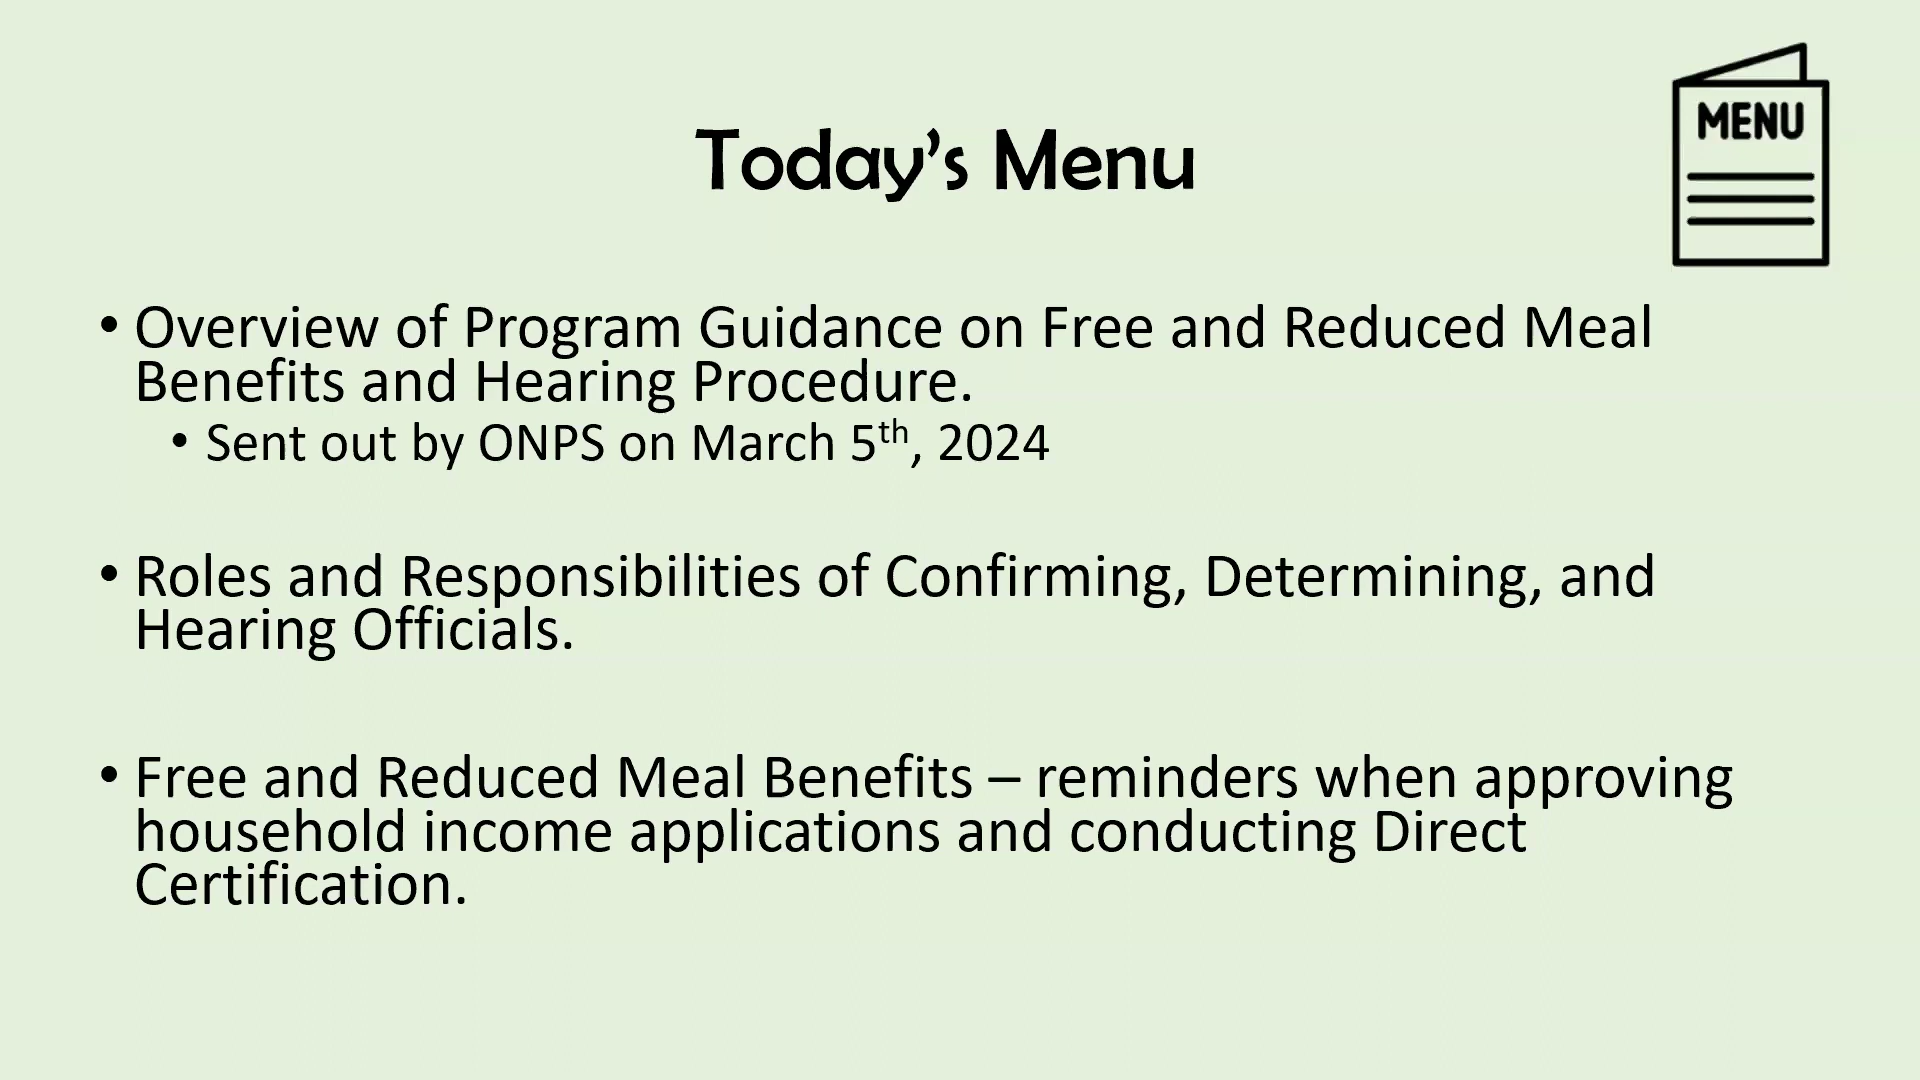 MENU
Today’s Menu
• Overview of Program Guidance on Free and Reduced Meal
Benefits and Hearing Procedure.
• Sent out by ONPS on March 5th, 2024
• Roles and Responsibilities of Confirming, Determining, and
Hearing Officials.
• Free and Reduced Meal Benefits – reminders when approving
household income applications and conducting Direct
Certification.